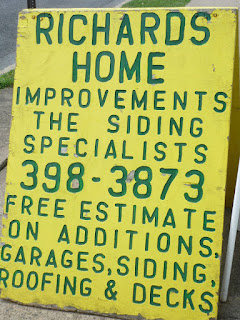 RICHARDS
HOME
IMPROVEMENTS
THE SIDING
SPECIALISTS
398-3873
FREE ESTIMATE
ON ADDITIONS,
GARAGES, SIDING,
ROOFING & DECKS